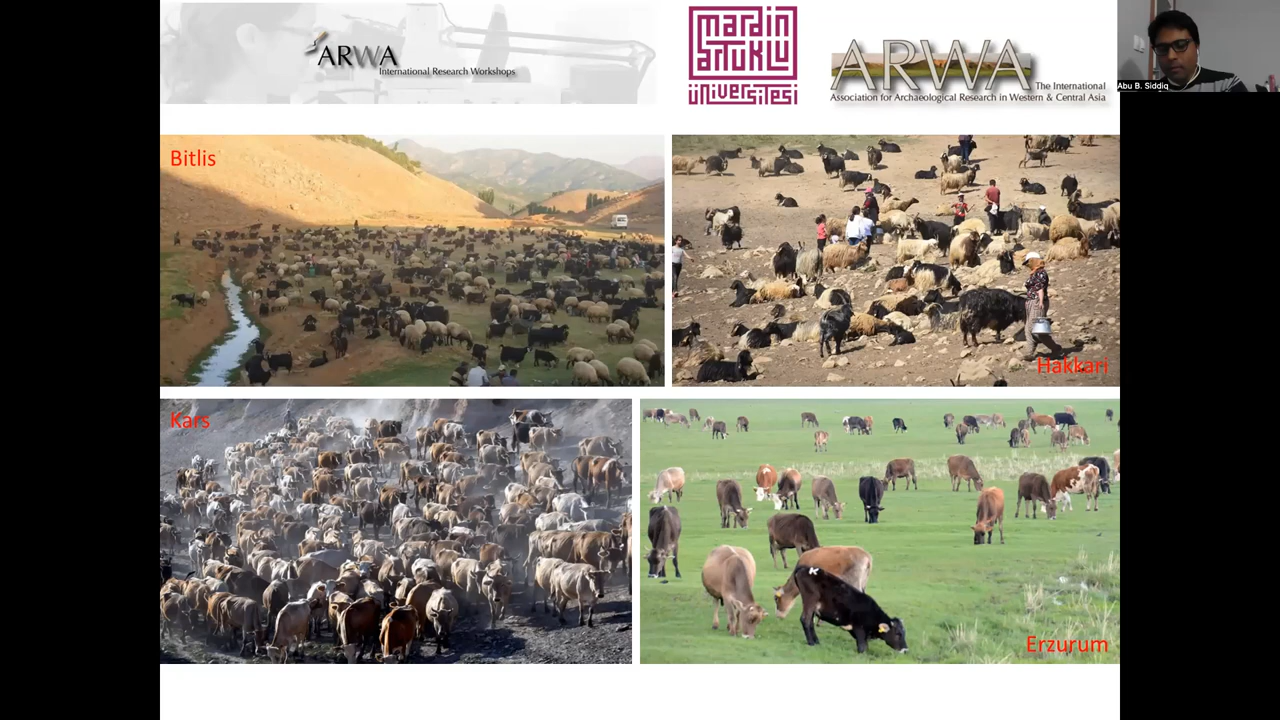 ARWA
International Research Workshops
mardin
artuklu
üniversitesi
ARWA
The International
Association for Archaeological Research in Western & Central Asia
Abu B. Siddiq
Bitlis
Hakkari
Kars
Erzurum